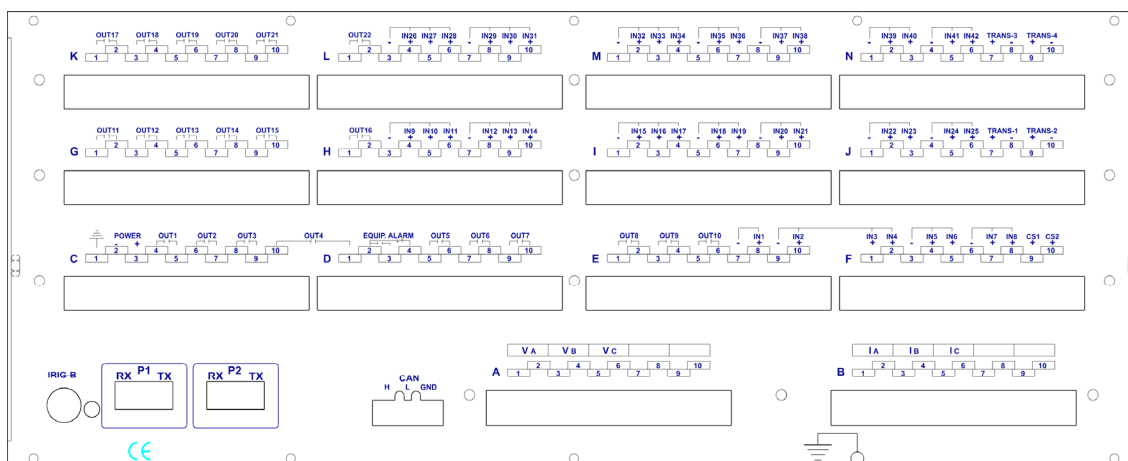 OUT17 OUT18 OUT19 OUT20 OUT21
K 1 2 3 4 5 6 7 8 9 10
OUT22 - IN26 + IN27 + IN28 + - IN29 + IN30 + IN31 +
L 1 2 3 4 5 6 7 8 9 10
- IN32 + IN33 + IN34 + - IN35 + IN36 + - IN37 + IN38 +
M 1 2 3 4 5 6 7 8 9 10
- IN39 + IN40 + - IN41 + IN42 + TRANS-3 + - TRANS-4 + -
N 1 2 3 4 5 6 7 8 9 10
OUT11 OUT12 OUT13 OUT14 OUT15
G 1 2 3 4 5 6 7 8 9 10
OUT16 - IN9 + IN10 + IN11 + - IN12 + IN13 + IN14 +
H 1 2 3 4 5 6 7 8 9 10
- IN15 + IN16 + IN17 + - IN18 + IN19 + - IN20 + IN21 +
I 1 2 3 4 5 6 7 8 9 10
- IN22 + IN23 + - IN24 + IN25 + TRANS-1 + - TRANS-2 + -
J 1 2 3 4 5 6 7 8 9 10
POWER - + OUT1 OUT2 OUT3 OUT4
C 1 2 3 4 5 6 7 8 9 10
EQUIP. ALARM OUT5 OUT6 OUT7
D 1 2 3 4 5 6 7 8 9 10
OUT8 OUT9 OUT10 - IN1 + - IN2 +
E 1 2 3 4 5 6 7 8 9 10
IN3 + IN4 + - IN5 + IN6 + - IN7 + IN8 + CS1 + CS2 +
F 1 2 3 4 5 6 7 8 9 10
IRIG-B
P1
RX TX
P2
RX TX
CAN
H L GND
VA VB VC
A 1 2 3 4 5 6 7 8 9 10
IA IB IC
B 1 2 3 4 5 6 7 8 9 10
CE